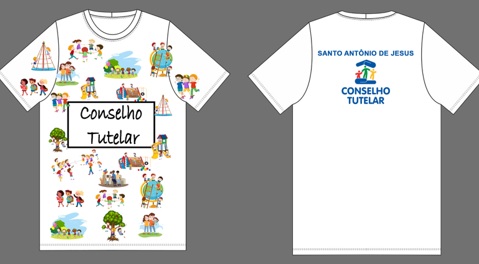 Conselho
Tutelar
SANTO ANTÔNIO DE JESUS
CONSELHO
TUTELAR